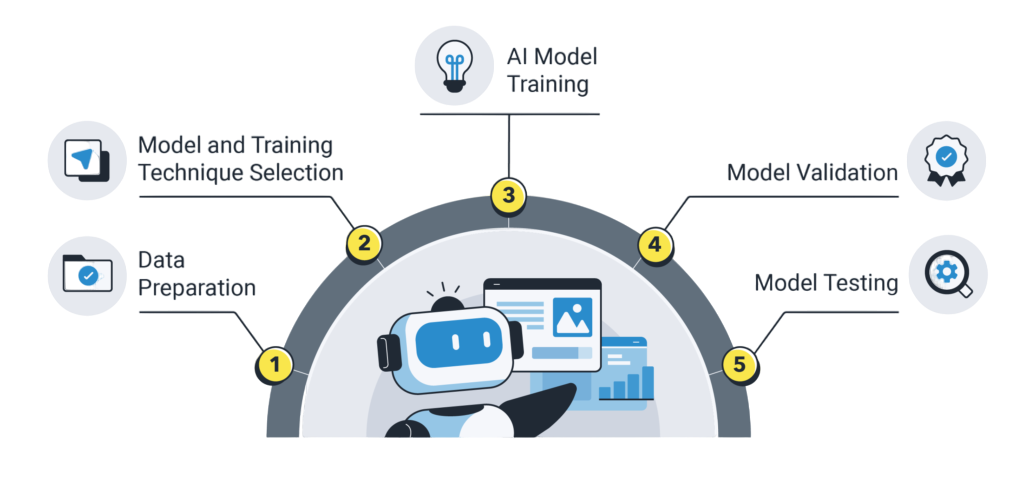 1
Data
Preparation
2
Model and Training
Technique Selection
3
AI Model
Training
4
Model Validation
5
Model Testing